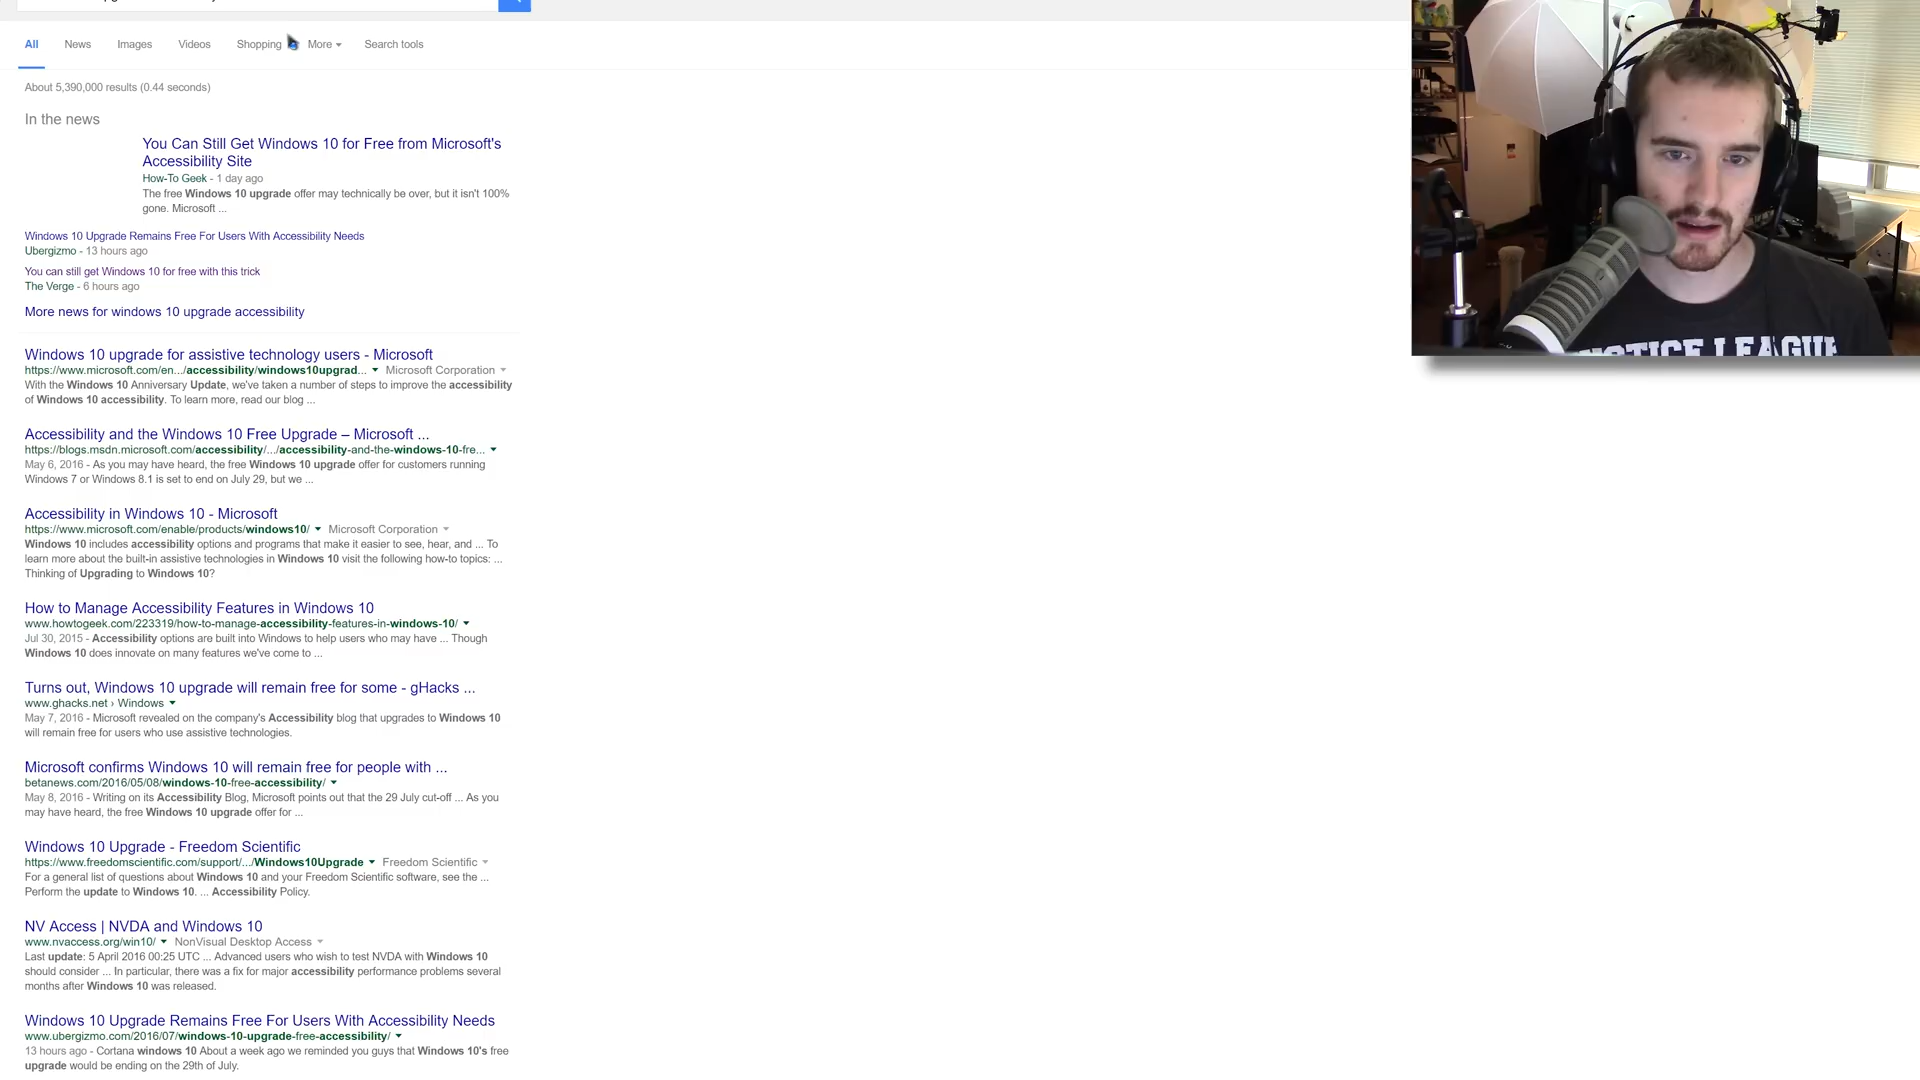 All News Images Videos Shopping More Search tools
About 5,390,000 results (0.44 seconds)
In the news
You Can Still Get Windows 10 for Free from Microsoft's
Accessibility Site
How-To Geek - 1 day ago
The free Windows 10 upgrade offer may technically be over, but it isn't 100%
gone. Microsoft ...
Windows 10 Upgrade Remains Free For Users With Accessibility Needs
Ubergizmo - 13 hours ago
You can still get Windows 10 for free with this trick
The Verge - 6 hours ago
More news for windows 10 upgrade accessibility
Windows 10 upgrade for assistive technology users - Microsoft
https://www.microsoft.com/en.../accessibility/windows10upgrad... Microsoft Corporation
With the Windows 10 Anniversary Update, we've taken a number of steps to improve the accessibility
of Windows 10 accessibility. To learn more, read our blog ...
Accessibility and the Windows 10 Free Upgrade – Microsoft ...
https://blogs.msdn.microsoft.com/accessibility/.../accessibility-and-the-windows-10-fre...
May 6, 2016 - As you may have heard, the free Windows 10 upgrade offer for customers running
Windows 7 or Windows 8.1 is set to end on July 29, but we ...
Accessibility in Windows 10 - Microsoft
https://www.microsoft.com/enable/products/windows10/ Microsoft Corporation
Windows 10 includes accessibility options and programs that make it easier to see, hear, and ... To
learn more about the built-in assistive technologies in Windows 10 visit the following how-to topics: ...
Thinking of Upgrading to Windows 10?
How to Manage Accessibility Features in Windows 10
www.howtogeek.com/223319/how-to-manage-accessibility-features-in-windows-10/
Jul 30, 2015 - Accessibility options are built into Windows to help users who may have ... Though
Windows 10 does innovate on many features we've come to ...
Turns out, Windows 10 upgrade will remain free for some - gHacks ...
www.ghacks.net › Windows
May 7, 2016 - Microsoft revealed on the company's Accessibility blog that upgrades to Windows 10
will remain free for users who use assistive technologies.
Microsoft confirms Windows 10 will remain free for people with ...
betanews.com/2016/05/08/windows-10-free-accessibility/
May 8, 2016 - Writing on its Accessibility Blog, Microsoft points out that the 29 July cut-off ... As you
may have heard, the free Windows 10 upgrade offer for ...
Windows 10 Upgrade - Freedom Scientific
https://www.freedomscientific.com/support/.../Windows10Upgrade Freedom Scientific
For a general list of questions about Windows 10 and your Freedom Scientific software, see the ...
Perform the update to Windows 10. ... Accessibility Policy.
NV Access | NVDA and Windows 10
www.nvaccess.org/win10/ NonVisual Desktop Access
Last update: 5 April 2016 00:25 UTC ... Advanced users who wish to test NVDA with Windows 10
should consider ... In particular, there was a fix for major accessibility performance problems several
months after Windows 10 was released.
Windows 10 Upgrade Remains Free For Users With Accessibility Needs
www.ubergizmo.com/2016/07/windows-10-upgrade-free-accessibility/
13 hours ago - Cortana windows 10 About a week ago we reminded you guys that Windows 10's free
upgrade would be ending on the 29th of July.
LEAGUE